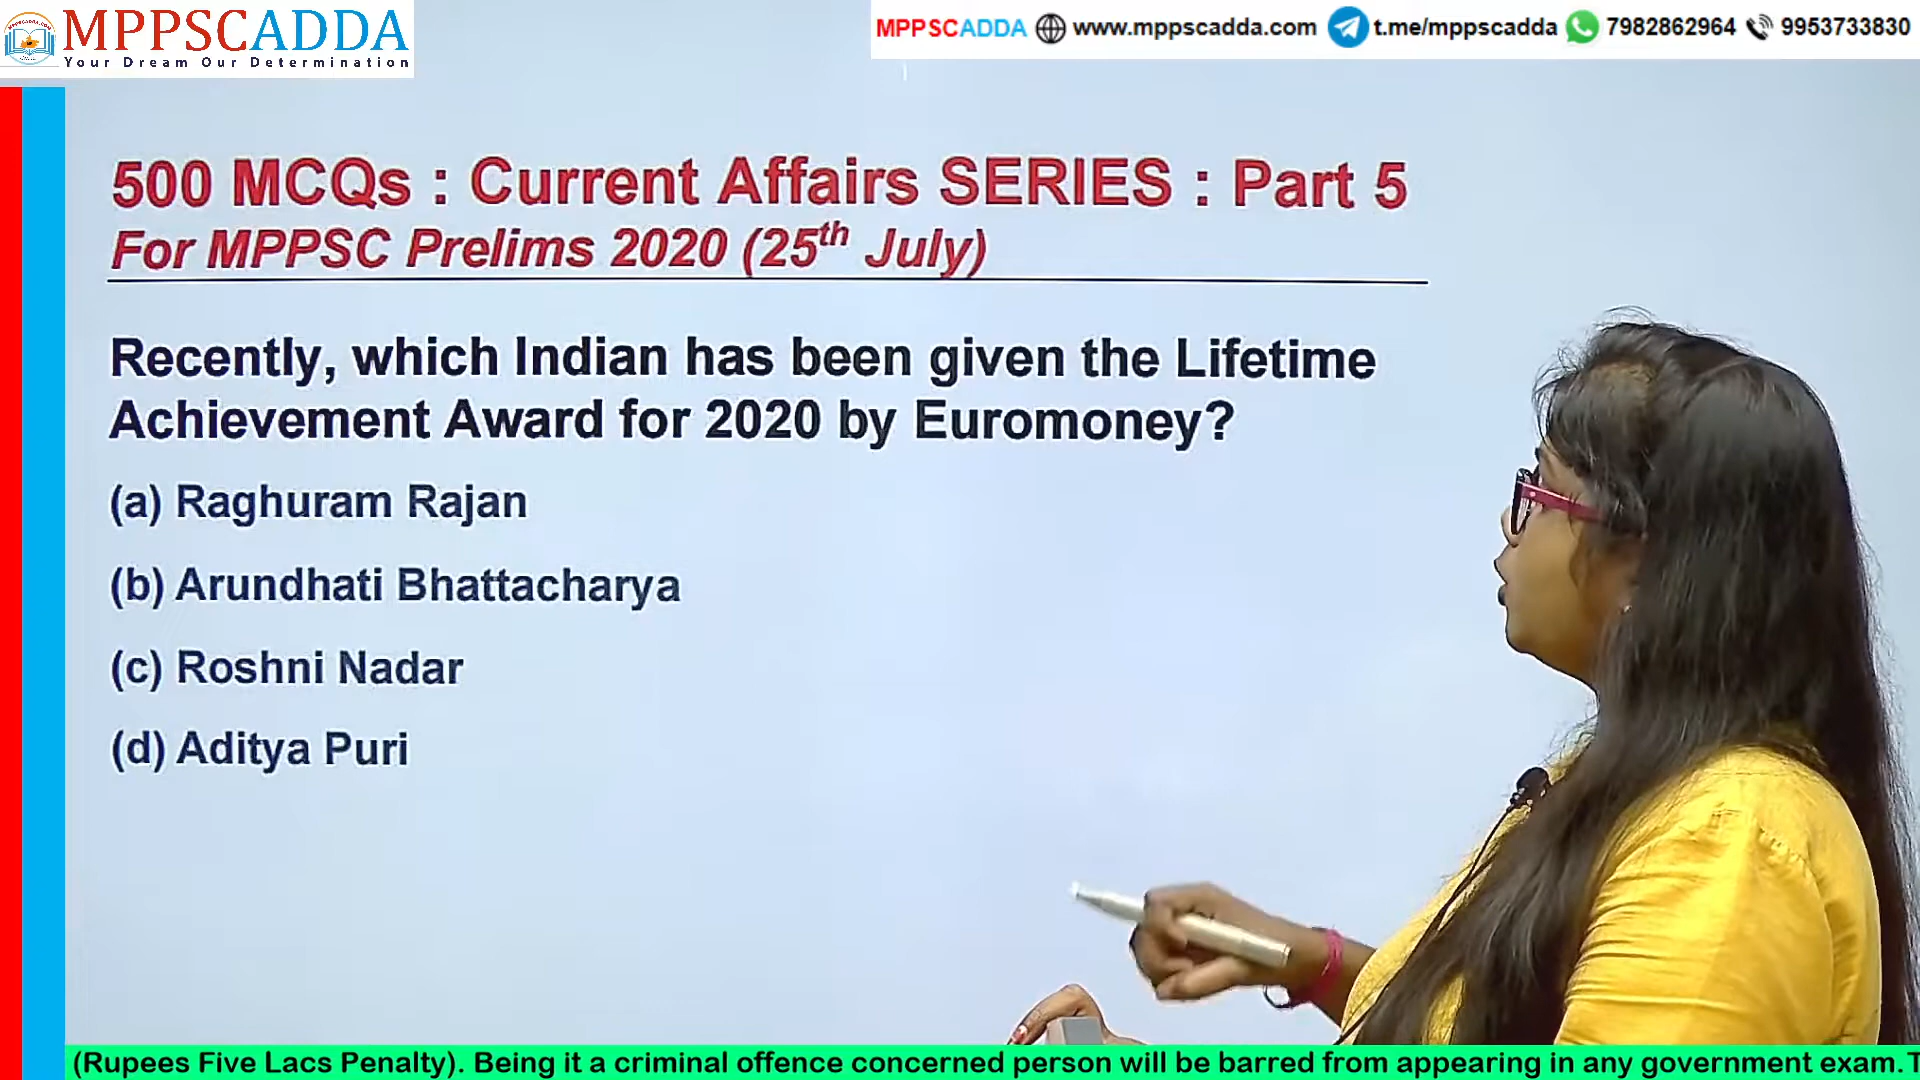 MPPSCADDA
Your Dream Our Determination
MPPSCADDA www.mppscadda.com t.me/mppscadda 7982862964 9953733830
500 MCQs : Current Affairs SERIES : Part 5
For MPPSC Prelims 2020 (25th July)
Recently, which Indian has been given the Lifetime
Achievement Award for 2020 by Euromoney?
(a) Raghuram Rajan
(b) Arundhati Bhattacharya
(c) Roshni Nadar
(d) Aditya Puri
(Rupees Five Lacs Penalty). Being it a criminal offence concerned person will be barred from appearing in any government exam. T